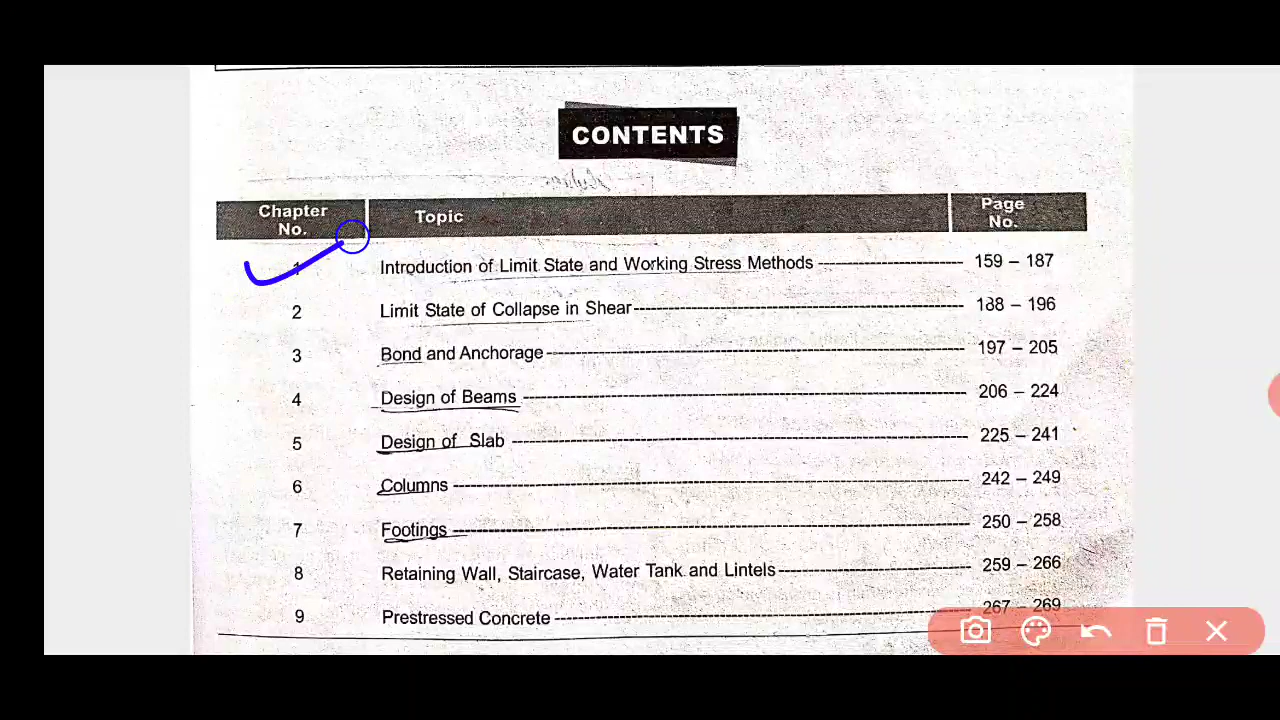 CONTENTS
Chapter No. Topic Page No.
1 Introduction of Limit State and Working Stress Methods 159 – 187
2 Limit State of Collapse in Shear 188 – 196
3 Bond and Anchorage 197 – 205
4 Design of Beams 206 – 224
5 Design of Slab 225 – 241
6 Columns 242 – 249
7 Footings 250 – 258
8 Retaining Wall, Staircase, Water Tank and Lintels 259 – 266
9 Prestressed Concrete 267 – 269